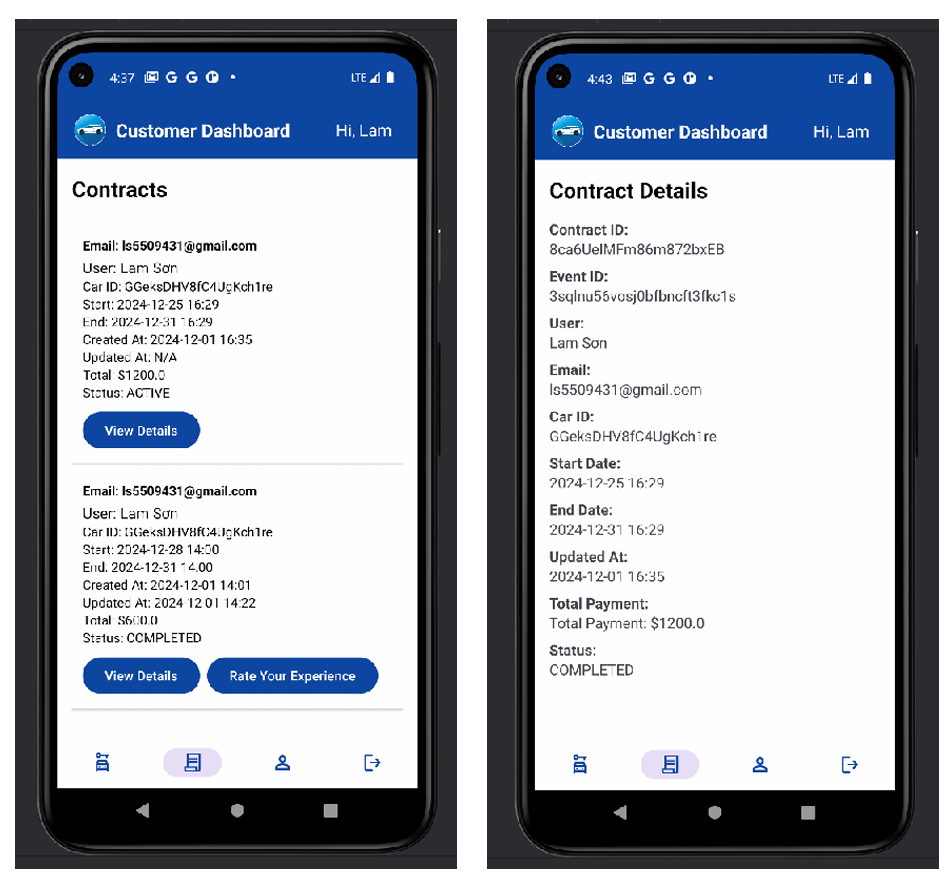 4:37
LTE
Customer Dashboard
Hi, Lam
Contracts
Email: ls5509431@gmail.com
User: Lam Sơn
Car ID: GGeksDHV8fC4UgKch1re
Start: 2024-12-25 16:29
End: 2024-12-31 16:29
Created At: 2024-12-01 16:35
Updated At: N/A
Total: $1200.0
Status: ACTIVE
View Details
Email: ls5509431@gmail.com
User: Lam Sơn
Car ID: GGeksDHV8fC4UgKch1re
Start: 2024-12-28 14:00
End: 2024-12-31 14:00
Created At: 2024-12-01 14:01
Updated At: 2024-12-01 14:22
Total: $600.0
Status: COMPLETED
View Details
Rate Your Experience
4:43
LTE
Customer Dashboard
Hi, Lam
Contract Details
Contract ID:
8ca6UelMFm86m872bxEB
Event ID:
3sqlnu56vosj0bfbncft3fkc1s
User:
Lam Sơn
Email:
ls5509431@gmail.com
Car ID:
GGeksDHV8fC4UgKch1re
Start Date:
2024-12-25 16:29
End Date:
2024-12-31 16:29
Updated At:
2024-12-01 16:35
Total Payment:
Total Payment: $1200.0
Status:
COMPLETED